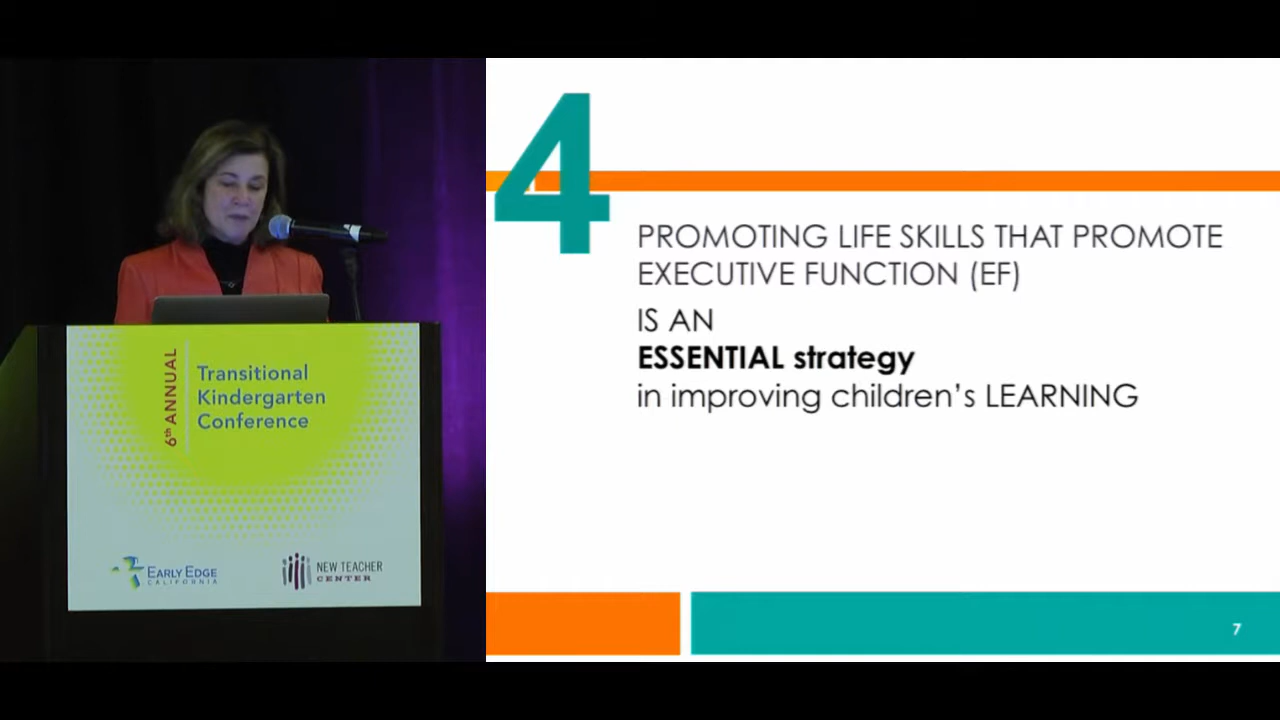 6th ANNUAL
Transitional
Kindergarten
Conference
EARLY EDGE
CALIFORNIA
NEW TEACHER
CENTER
4
PROMOTING LIFE SKILLS THAT PROMOTE
EXECUTIVE FUNCTION (EF)
IS AN
ESSENTIAL strategy
in improving children’s LEARNING
7